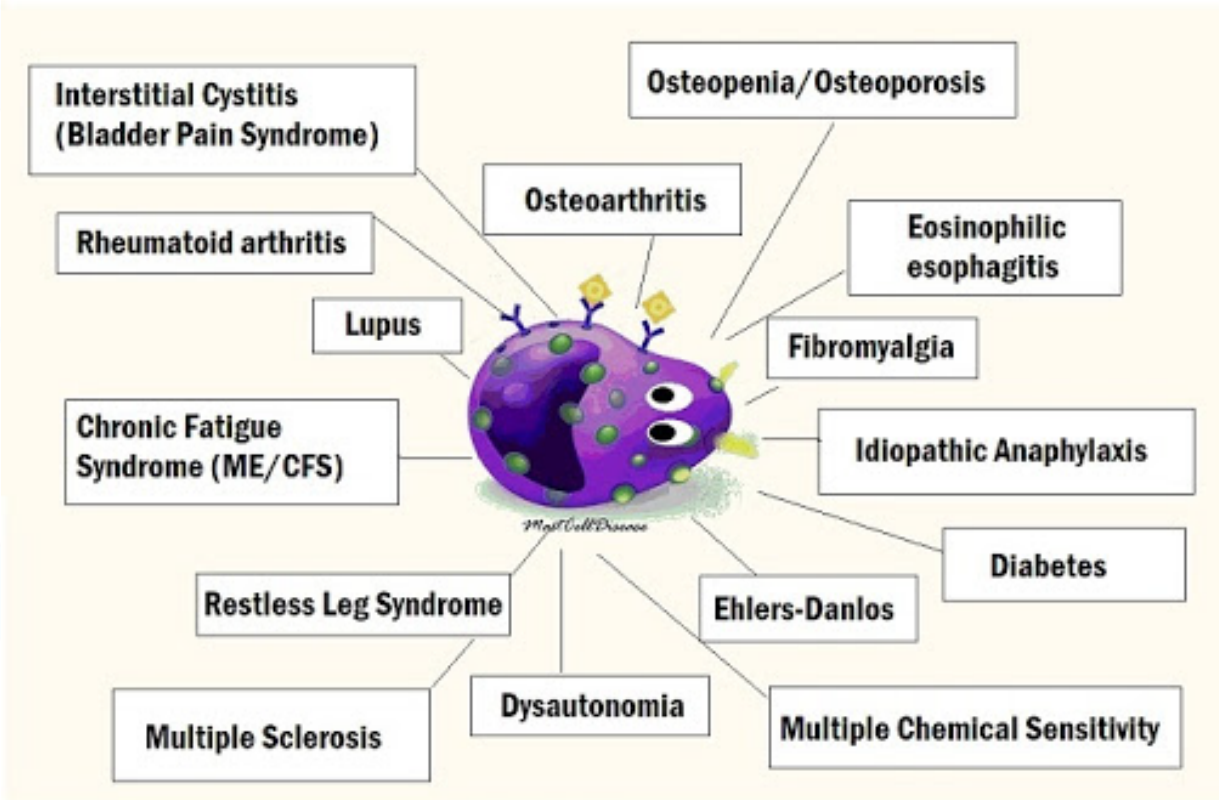 Osteopenia/Osteoporosis
Interstitial Cystitis
(Bladder Pain Syndrome)
Osteoarthritis
Rheumatoid arthritis
Eosinophilic
esophagitis
Lupus
Fibromyalgia
Chronic Fatigue
Syndrome (ME/CFS)
Idiopathic Anaphylaxis
MastCellDisease
Diabetes
Restless Leg Syndrome
Ehlers-Danlos
Dysautonomia
Multiple Sclerosis
Multiple Chemical Sensitivity